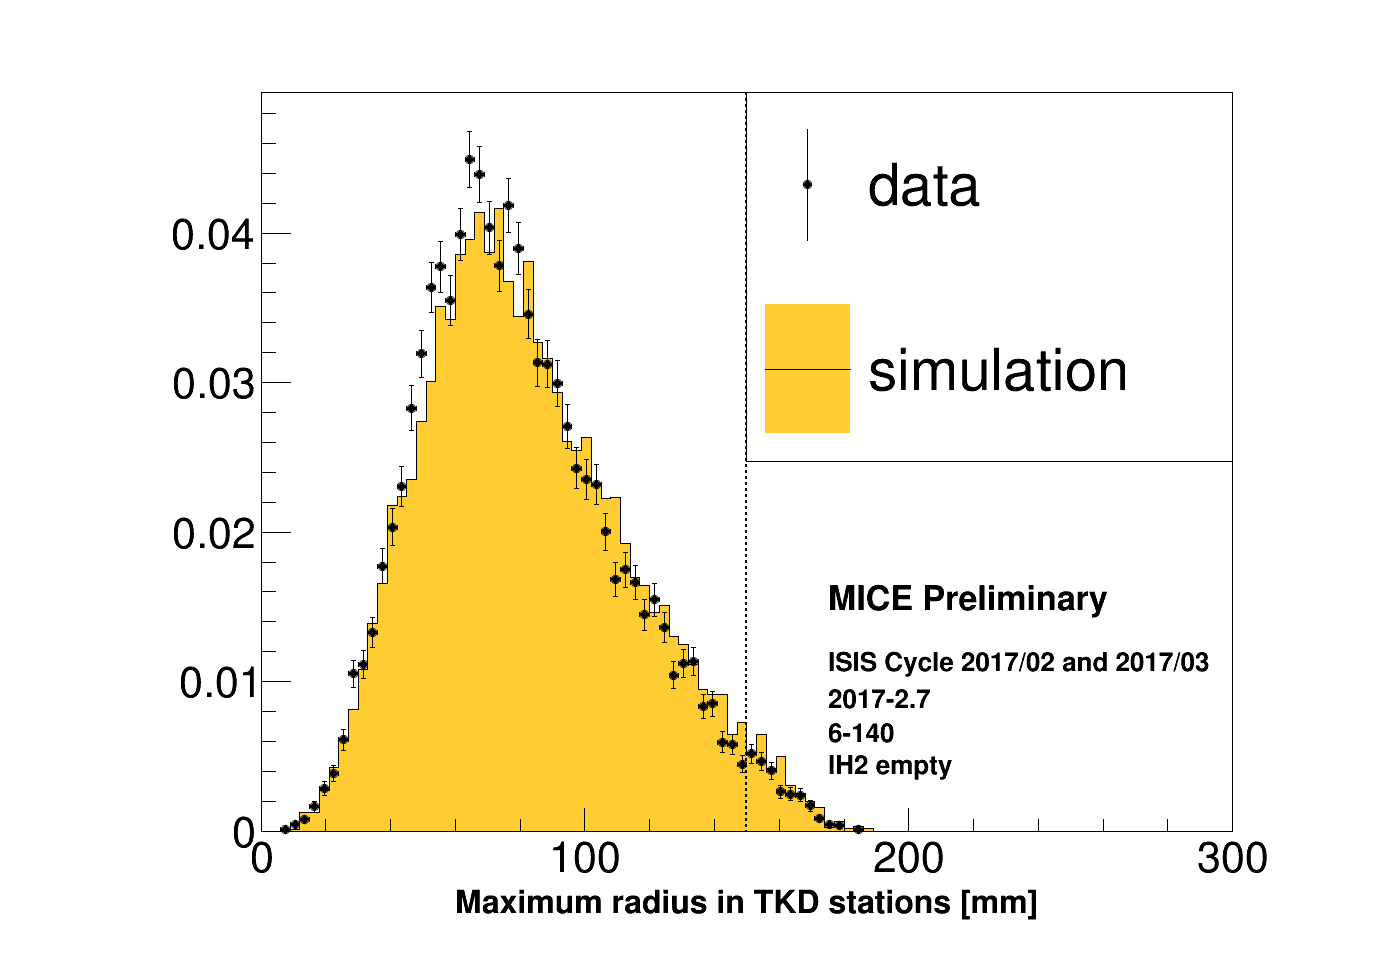 data
simulation
MICE Preliminary
ISIS Cycle 2017/02 and 2017/03
2017-2.7
6-140
IH2 empty
0.04
0.03
0.02
0.01
0
0 100 200 300
Maximum radius in TKD stations [mm]